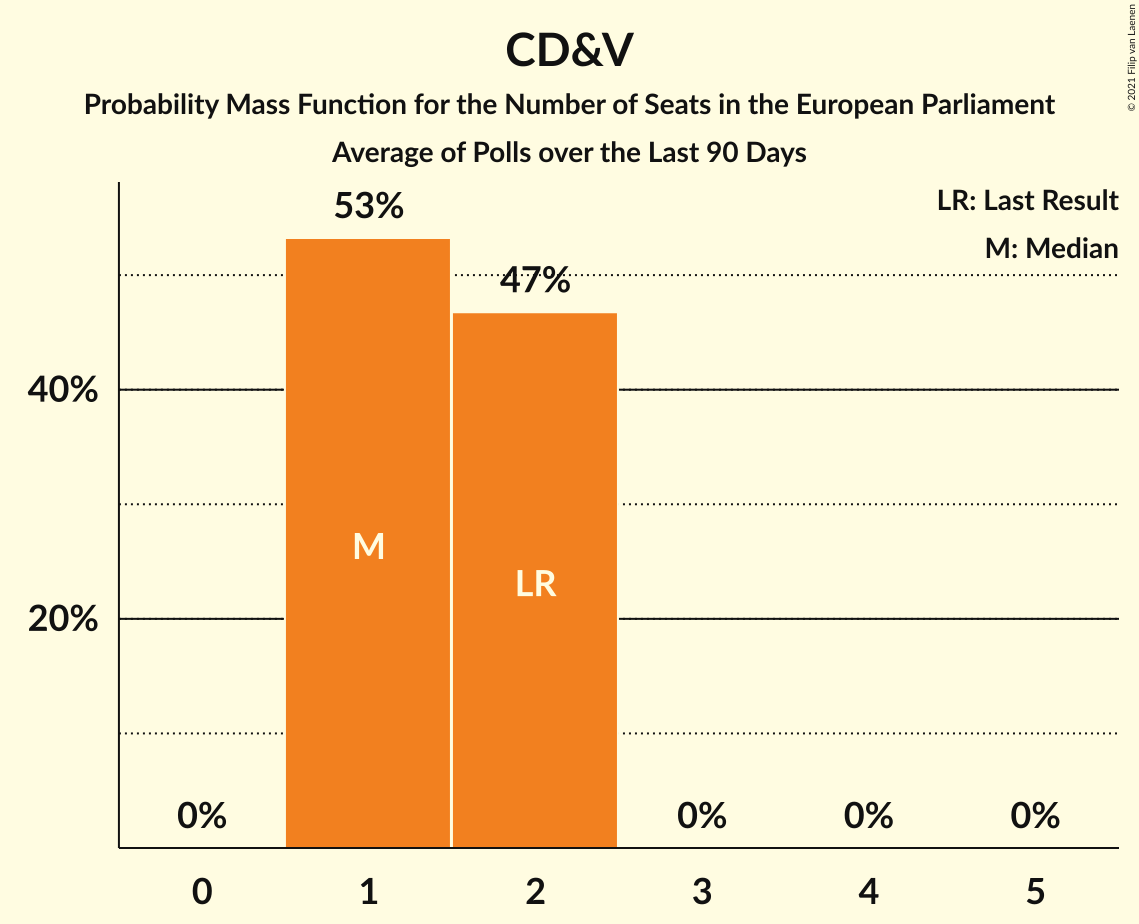 CD&V
Probability Mass Function for the Number of Seats in the European Parliament
Average of Polls over the Last 90 Days
© 2021 Filip van Laenen
LR: Last Result
M: Median
53%
47%
40%
20%
M
LR
0%
0%
0%
0%
0
1
2
3
4
5